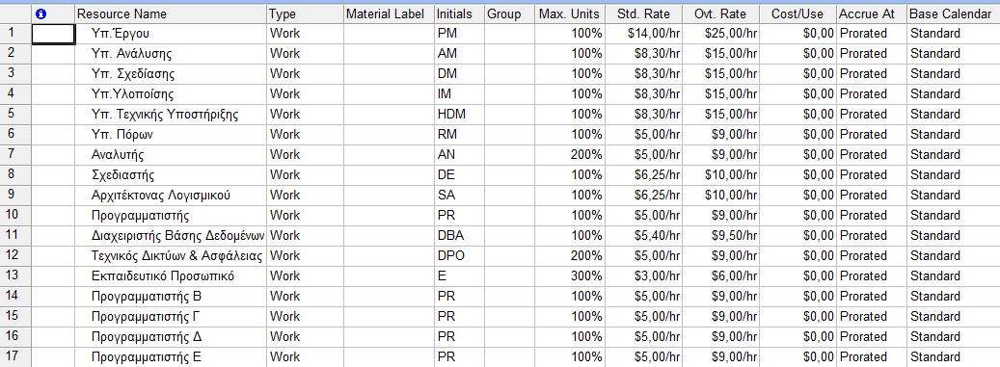 Resource Name Type Material Label Initials Group Max. Units Std. Rate Ovt. Rate Cost/Use Accrue At Base Calendar
1 Υπ.Έργου Work PM 100% $14,00/hr $25,00/hr $0,00 Prorated Standard
2 Υπ. Ανάλυσης Work AM 100% $8,30/hr $15,00/hr $0,00 Prorated Standard
3 Υπ. Σχεδίασης Work DM 100% $8,30/hr $15,00/hr $0,00 Prorated Standard
4 Υπ.Υλοποίσης Work IM 100% $8,30/hr $15,00/hr $0,00 Prorated Standard
5 Υπ. Τεχνικής Υποστήριξης Work HDM 100% $8,30/hr $15,00/hr $0,00 Prorated Standard
6 Υπ. Πόρων Work RM 100% $5,00/hr $9,00/hr $0,00 Prorated Standard
7 Αναλυτής Work AN 200% $5,00/hr $9,00/hr $0,00 Prorated Standard
8 Σχεδιαστής Work DE 100% $6,25/hr $10,00/hr $0,00 Prorated Standard
9 Αρχιτέκτονας Λογισμικού Work SA 100% $6,25/hr $10,00/hr $0,00 Prorated Standard
10 Προγραμματιστής Work PR 100% $5,00/hr $9,00/hr $0,00 Prorated Standard
11 Διαχειριστής Βάσης Δεδομένων Work DBA 100% $5,40/hr $9,50/hr $0,00 Prorated Standard
12 Τεχνικός Δικτύων & Ασφάλειας Work DPO 200% $5,00/hr $9,00/hr $0,00 Prorated Standard
13 Εκπαιδευτικό Προσωπικό Work E 300% $3,00/hr $6,00/hr $0,00 Prorated Standard
14 Προγραμματιστής Β Work PR 100% $5,00/hr $9,00/hr $0,00 Prorated Standard
15 Προγραμματιστής Γ Work PR 100% $5,00/hr $9,00/hr $0,00 Prorated Standard
16 Προγραμματιστής Δ Work PR 100% $5,00/hr $9,00/hr $0,00 Prorated Standard
17 Προγραμματιστής Ε Work PR 100% $5,00/hr $9,00/hr $0,00 Prorated Standard